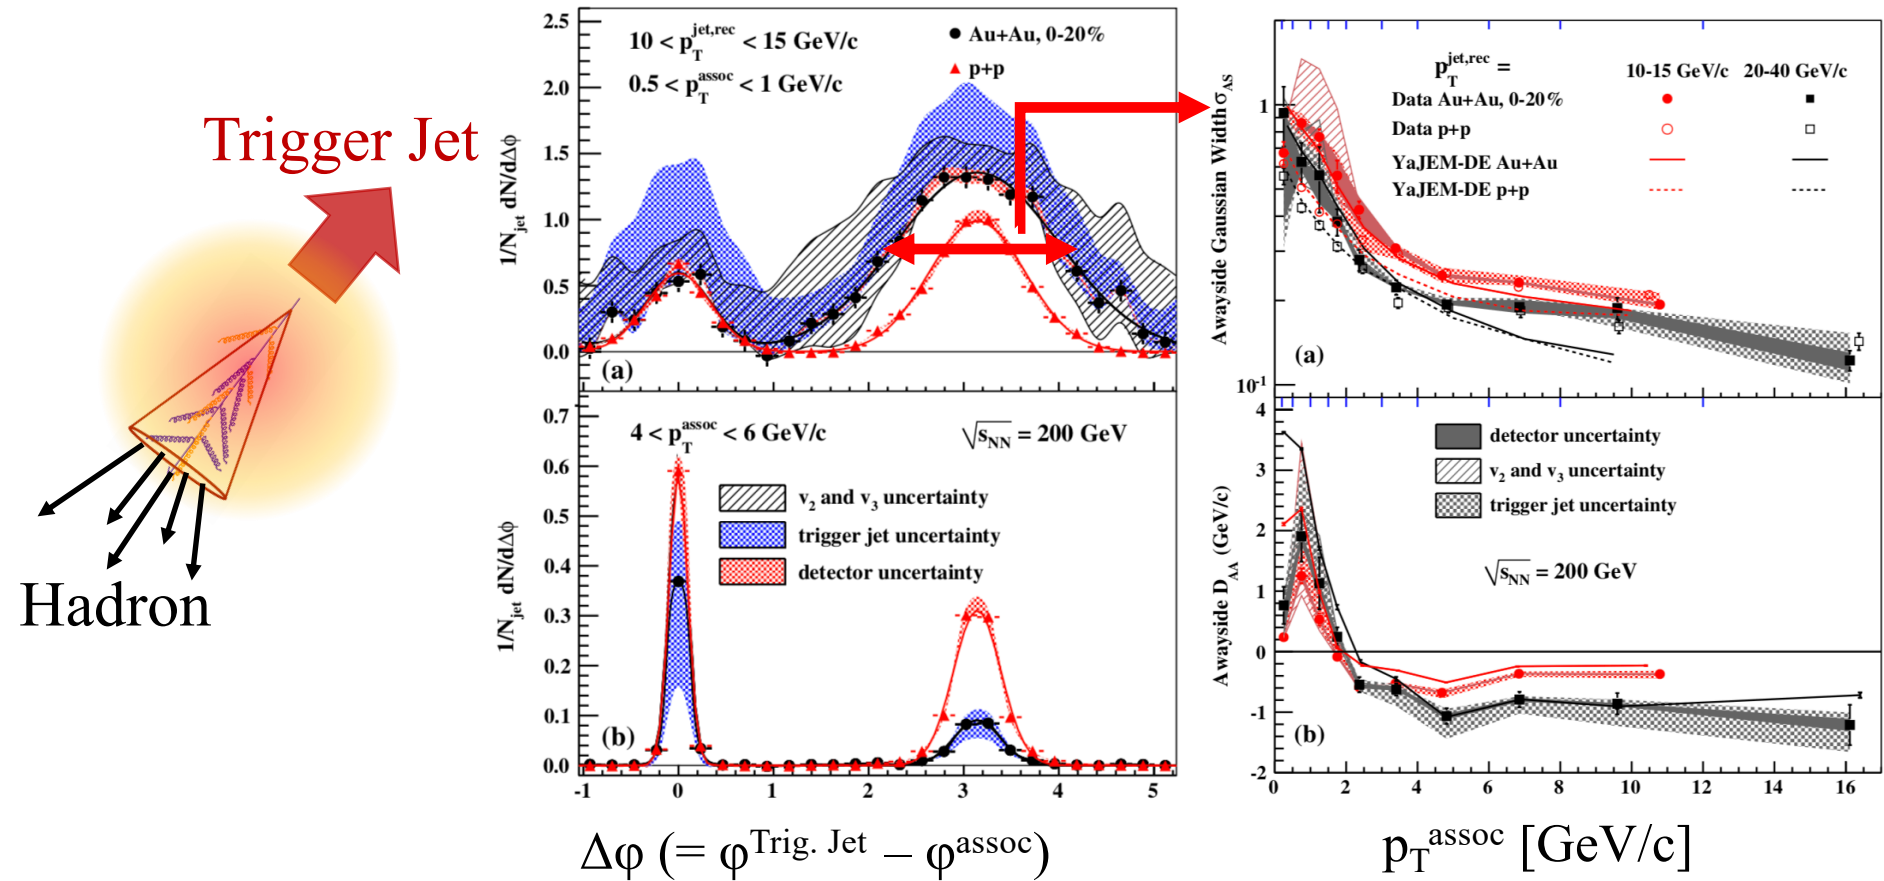 Trigger Jet
Hadron
1/N_jet dN/dΔφ
2.5
2.0
1.5
1.0
0.5
0.0
10 < p_T^jet,rec < 15 GeV/c
0.5 < p_T^assoc < 1 GeV/c
Au+Au, 0-20%
p+p
(a)
1/N_jet dN/dΔφ
0.7
0.6
0.5
0.4
0.3
0.2
0.1
0.0
4 < p_T^assoc < 6 GeV/c
√s_NN = 200 GeV
v_2 and v_3 uncertainty
trigger jet uncertainty
detector uncertainty
(b)
-1 0 1 2 3 4 5
Δφ (= φ^Trig. Jet – φ^assoc)
Awayside Gaussian Width σ_AS
1
10^-1
p_T^jet,rec =
10-15 GeV/c 20-40 GeV/c
Data Au+Au, 0-20%
Data p+p
YaJEM-DE Au+Au
YaJEM-DE p+p
(a)
Awayside D_AA (GeV/c)
4
3
2
1
0
-1
-2
detector uncertainty
v_2 and v_3 uncertainty
trigger jet uncertainty
√s_NN = 200 GeV
(b)
0 2 4 6 8 10 12 14 16
p_T^assoc [GeV/c]